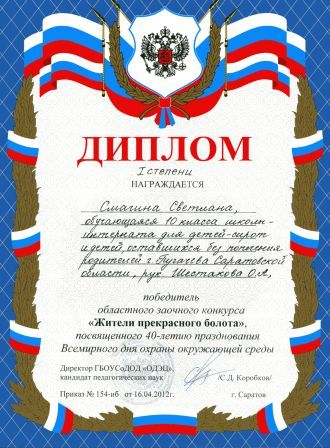 ДИПЛОМ
I степени
НАГРАЖДАЕТСЯ
Смагина Светлана,
обучающаяся 10 класса школы-
интерната для детей-сирот
и детей, оставшихся без попечения
родителей г. Пугачева Саратовской
области, рук. Шестакова О.А.
победитель
областного заочного конкурса
«Жители прекрасного болота»,
посвященного 40-летию празднования
Всемирного дня охраны окружающей среды
Директор ГБОУСоДОД «ОДЭЦ»,
кандидат педагогических наук /С.Д. Коробков/
Приказ № 154-иб от 16.04.2012г. г. Саратов